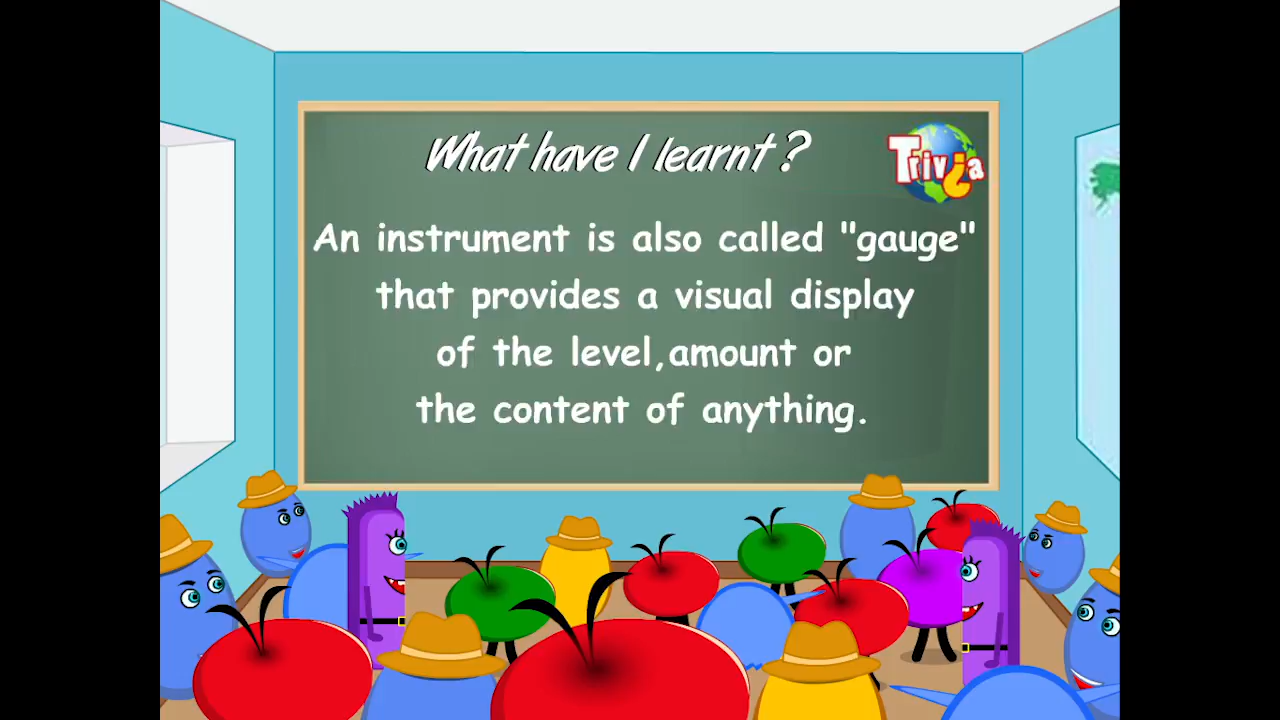 What have I learnt ?
Trivia
An instrument is also called "gauge"
that provides a visual display
of the level,amount or
the content of anything.